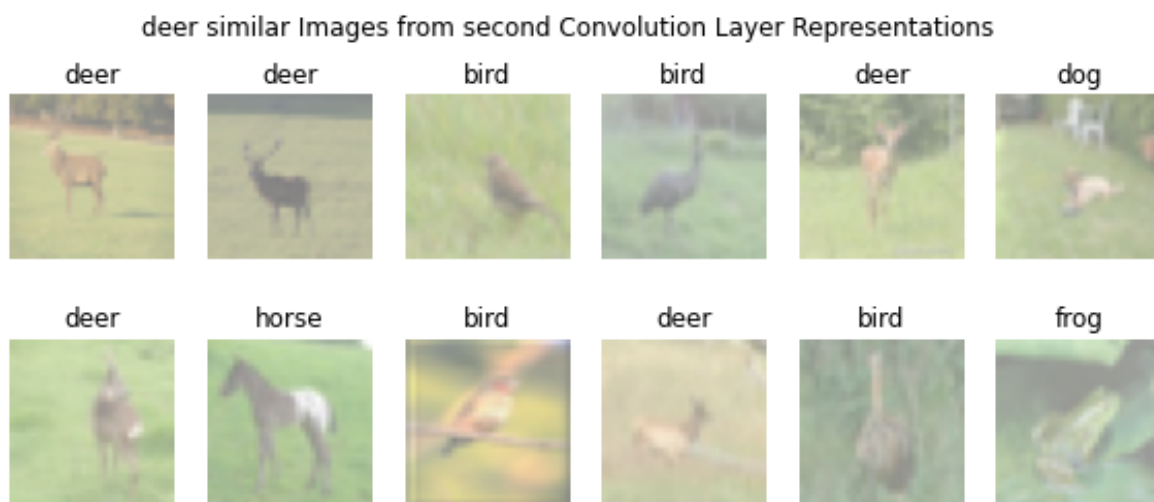 deer similar Images from second Convolution Layer Representations
deer deer bird bird deer dog
deer horse bird deer bird frog